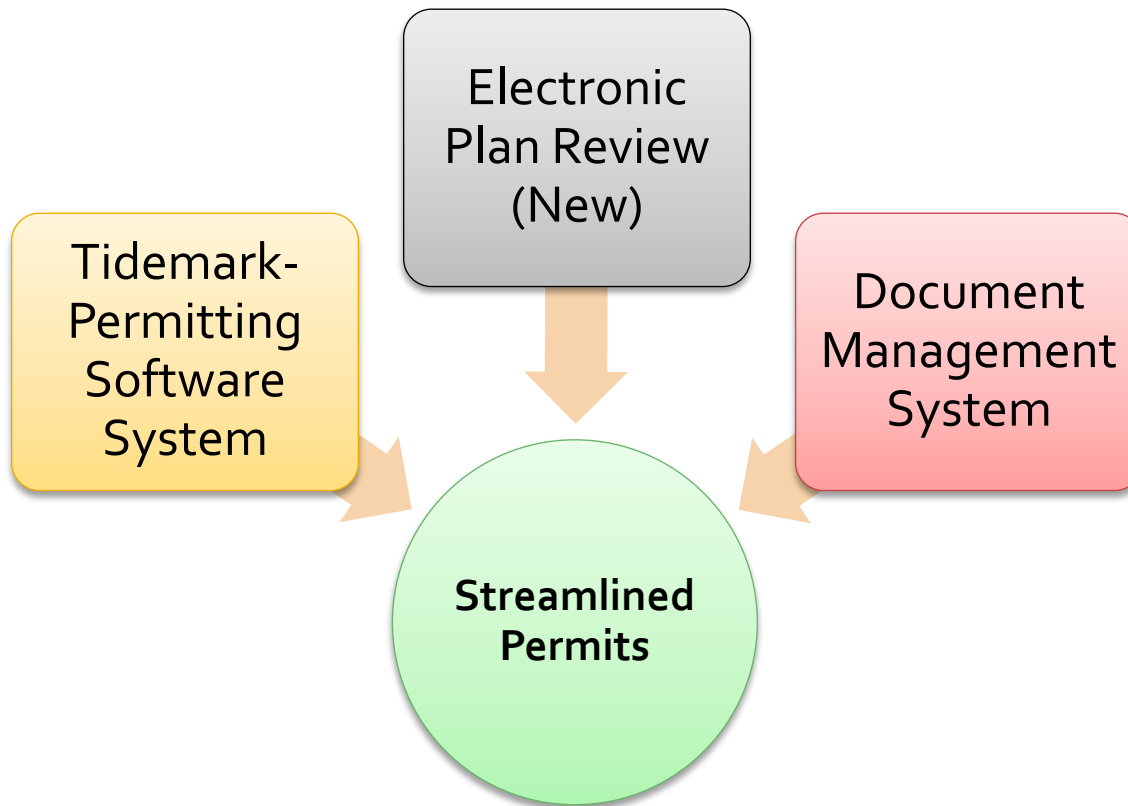 Electronic
Plan Review
(New)
Tidemark-
Permitting
Software
System
Document
Management
System
Streamlined
Permits